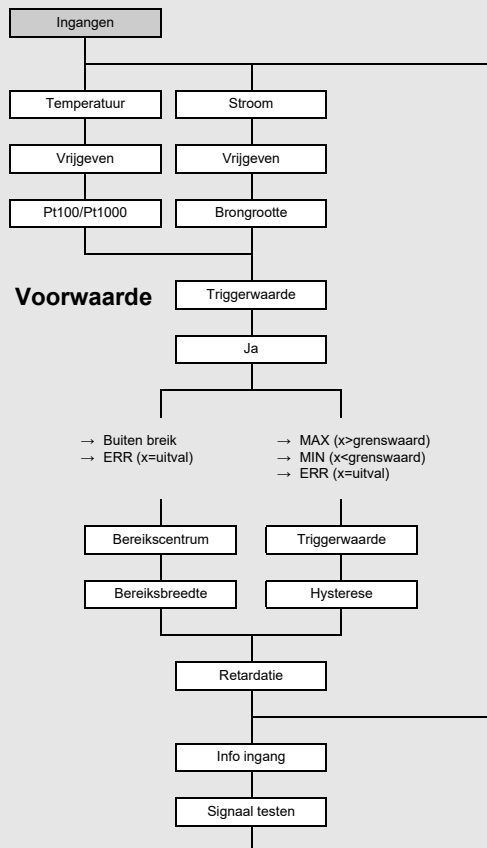 Ingangen
Temperatuur
Stroom
Vrijgeven
Vrijgeven
Pt100/Pt1000
Brongrootte
Voorwaarde
Triggerwaarde
Ja
→ Buiten breik
→ ERR (x=uitval)
→ MAX (x>grenswaard)
→ MIN (x<grenswaard)
→ ERR (x=uitval)
Bereikscentrum
Triggerwaarde
Bereiksbreedte
Hysterese
Retardatie
Info ingang
Signaal testen